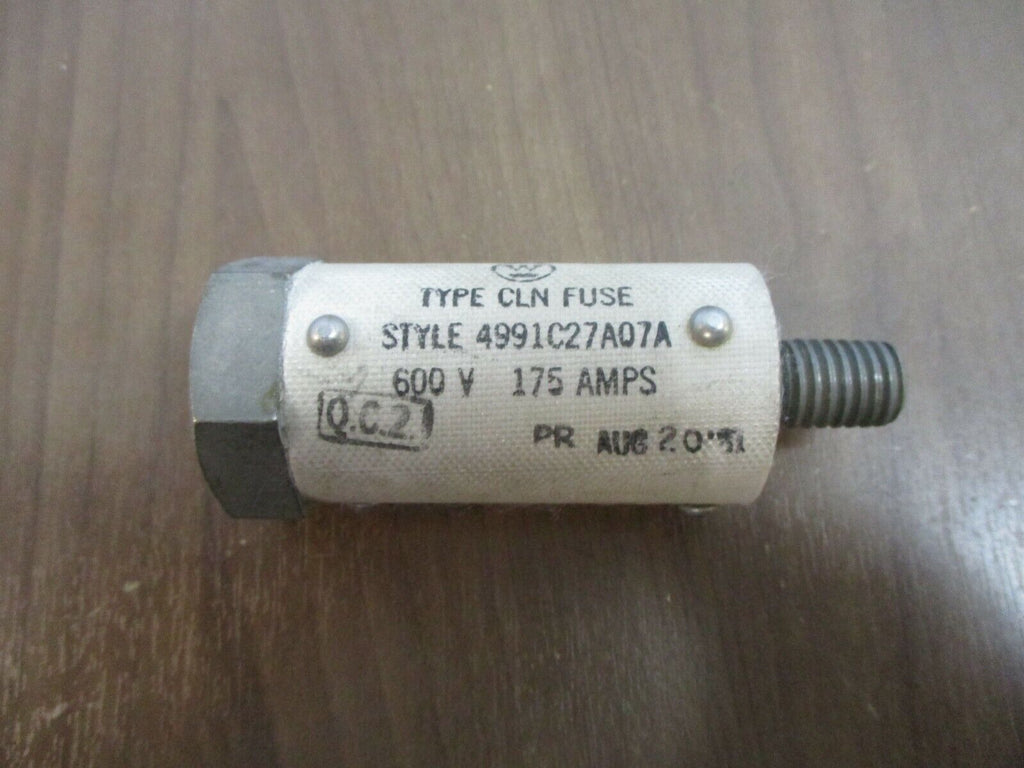 W
TYPE CLN FUSE
STYLE 4991C27A07A
600 V 175 AMPS
Q.C.2.
PR AUG 20